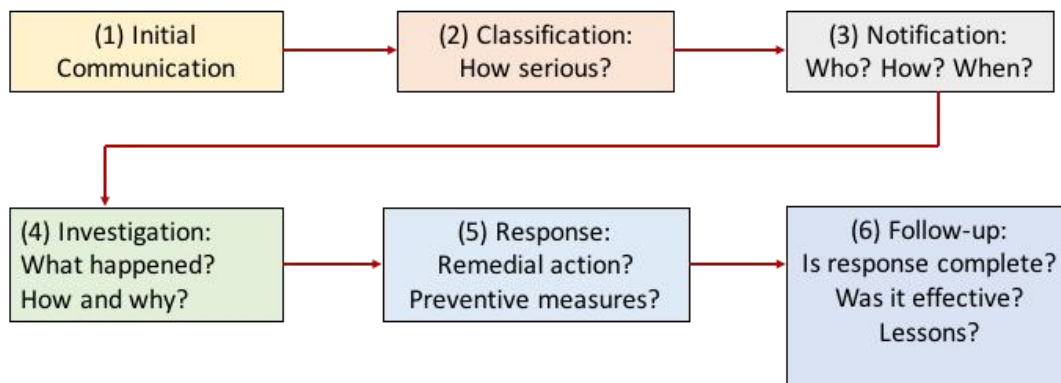 (1) Initial
Communication
(2) Classification:
How serious?
(3) Notification:
Who? How? When?
(4) Investigation:
What happened?
How and why?
(5) Response:
Remedial action?
Preventive measures?
(6) Follow-up:
Is response complete?
Was it effective?
Lessons?